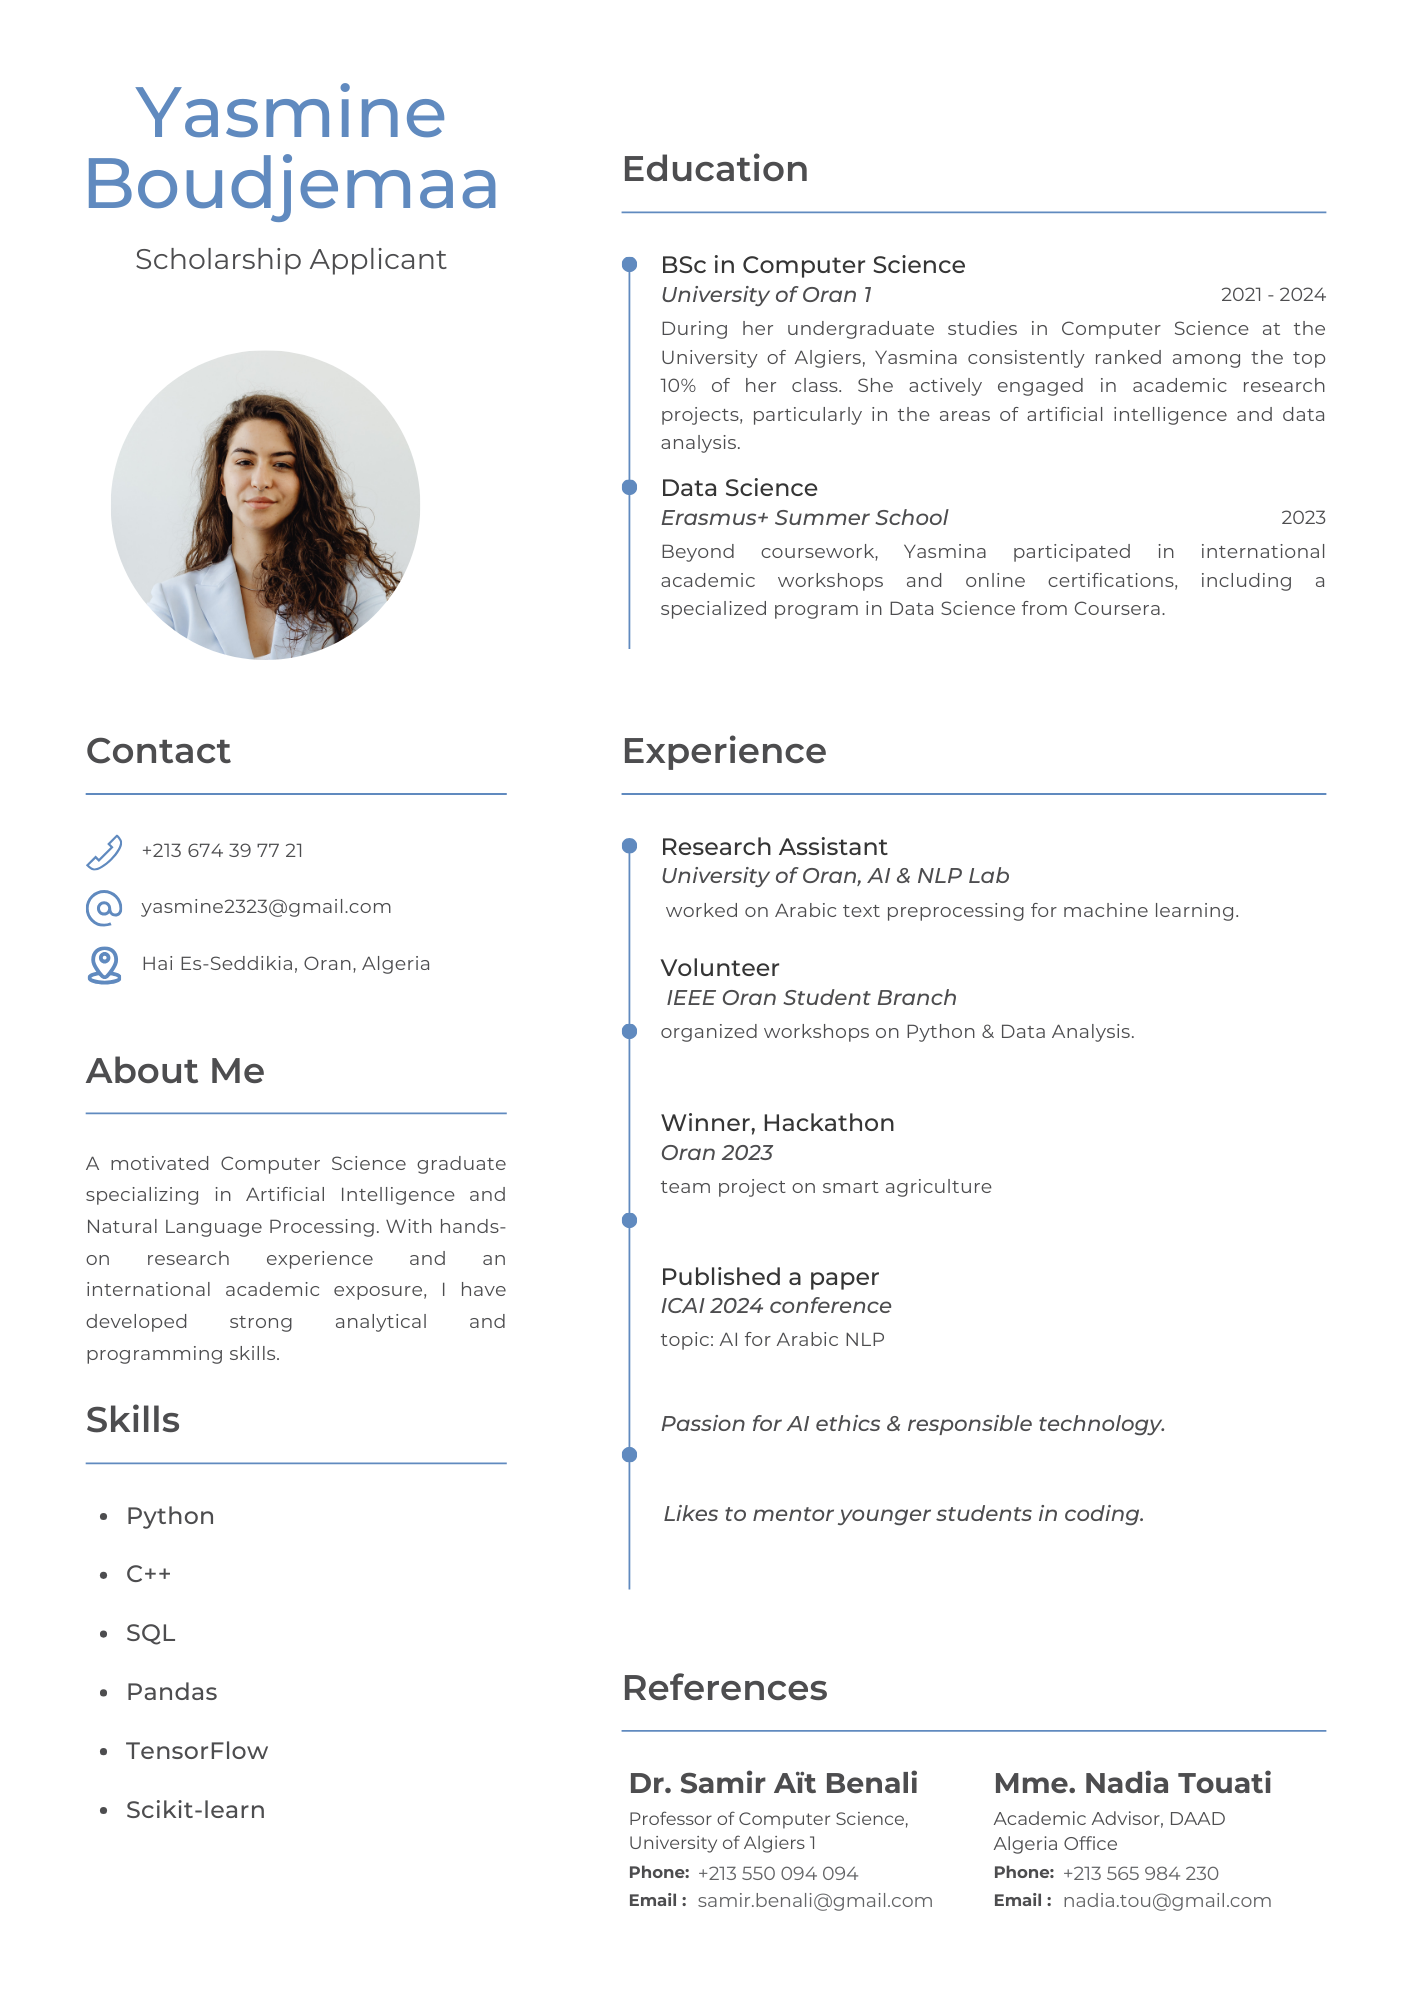 Yasmine
Boudjemaa
Scholarship Applicant
Contact
+213 674 39 77 21
yasmine2323@gmail.com
Hai Es-Seddikia, Oran, Algeria
About Me
A motivated Computer Science graduate
specializing in Artificial Intelligence and
Natural Language Processing. With hands-
on research experience and an
international academic exposure, I have
developed strong analytical and
programming skills.
Skills
• Python
• C++
• SQL
• Pandas
• TensorFlow
• Scikit-learn
Education
BSc in Computer Science
University of Oran 1 2021 - 2024
During her undergraduate studies in Computer Science at the
University of Algiers, Yasmina consistently ranked among the top
10% of her class. She actively engaged in academic research
projects, particularly in the areas of artificial intelligence and data
analysis.
Data Science
Erasmus+ Summer School 2023
Beyond coursework, Yasmina participated in international
academic workshops and online certifications, including a
specialized program in Data Science from Coursera.
Experience
Research Assistant
University of Oran, AI & NLP Lab
worked on Arabic text preprocessing for machine learning.
Volunteer
IEEE Oran Student Branch
organized workshops on Python & Data Analysis.
Winner, Hackathon
Oran 2023
team project on smart agriculture
Published a paper
ICAI 2024 conference
topic: AI for Arabic NLP
Passion for AI ethics & responsible technology.
Likes to mentor younger students in coding.
References
Dr. Samir Aït Benali
Professor of Computer Science,
University of Algiers 1
Phone: +213 550 094 094
Email : samir.benali@gmail.com
Mme. Nadia Touati
Academic Advisor, DAAD
Algeria Office
Phone: +213 565 984 230
Email : nadia.tou@gmail.com